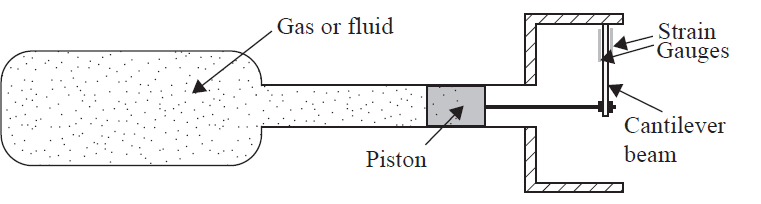 Gas or fluid
Strain
Gauges
Cantilever
beam
Piston